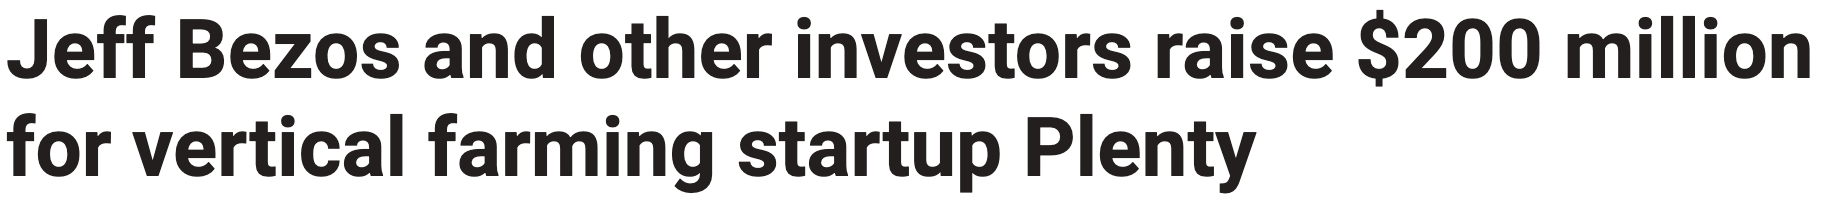 Jeff Bezos and other investors raise $200 million
for vertical farming startup Plenty